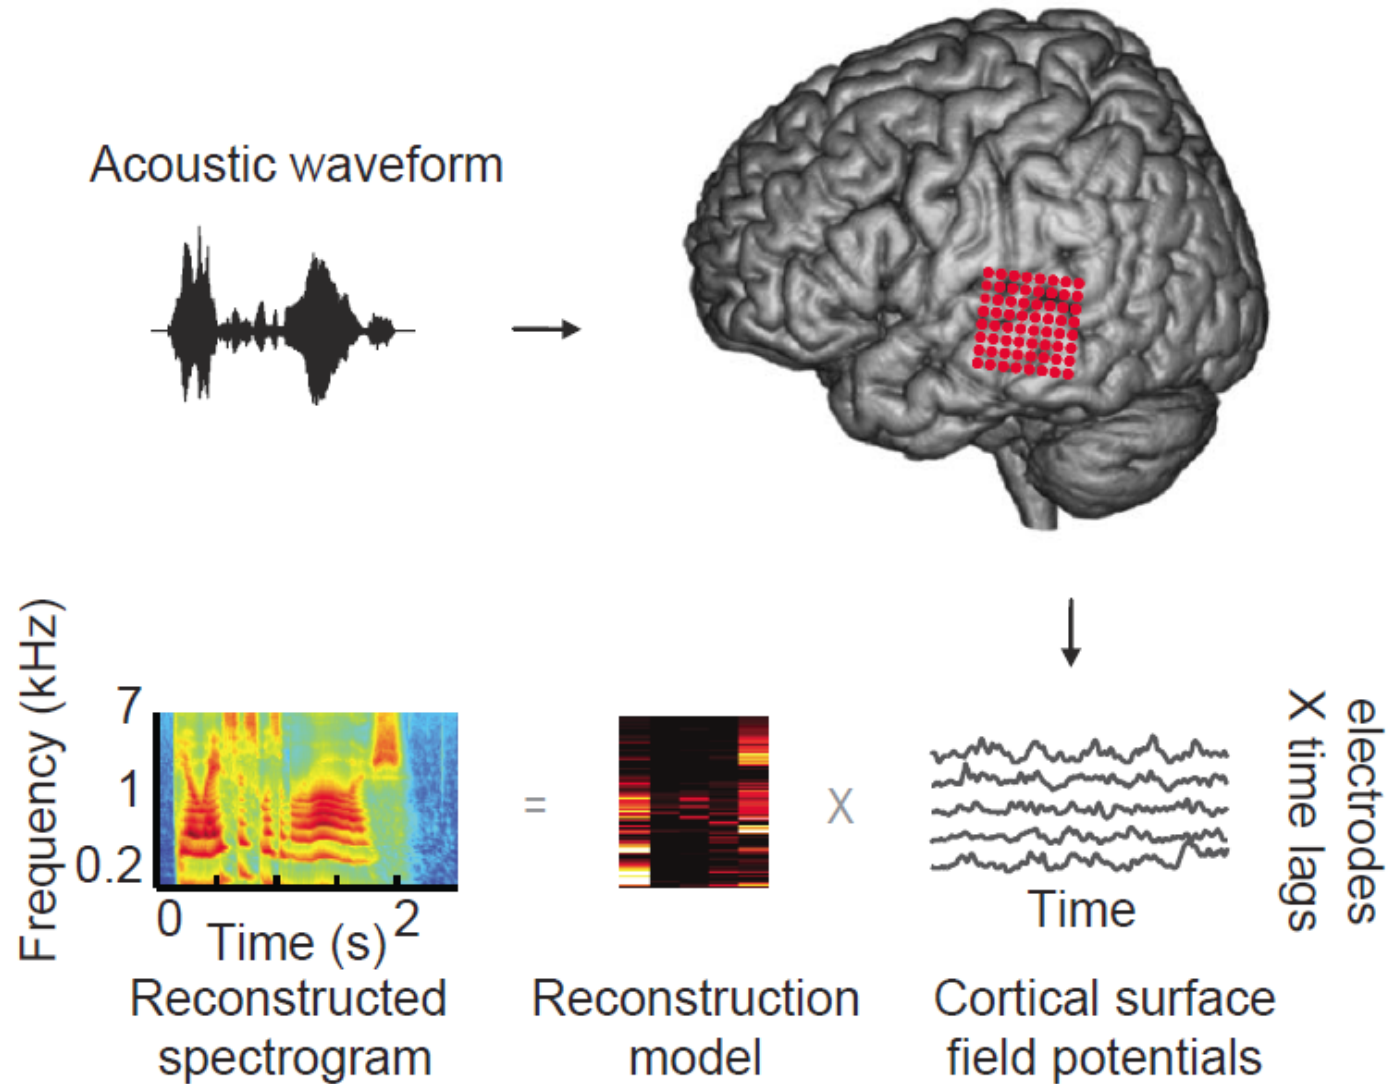 Acoustic waveform
Frequency (kHz)
7
1
0.2
0
2
Time (s)
Reconstructed
spectrogram
=
Reconstruction
model
X
Time
electrodes
X time lags
Cortical surface
field potentials